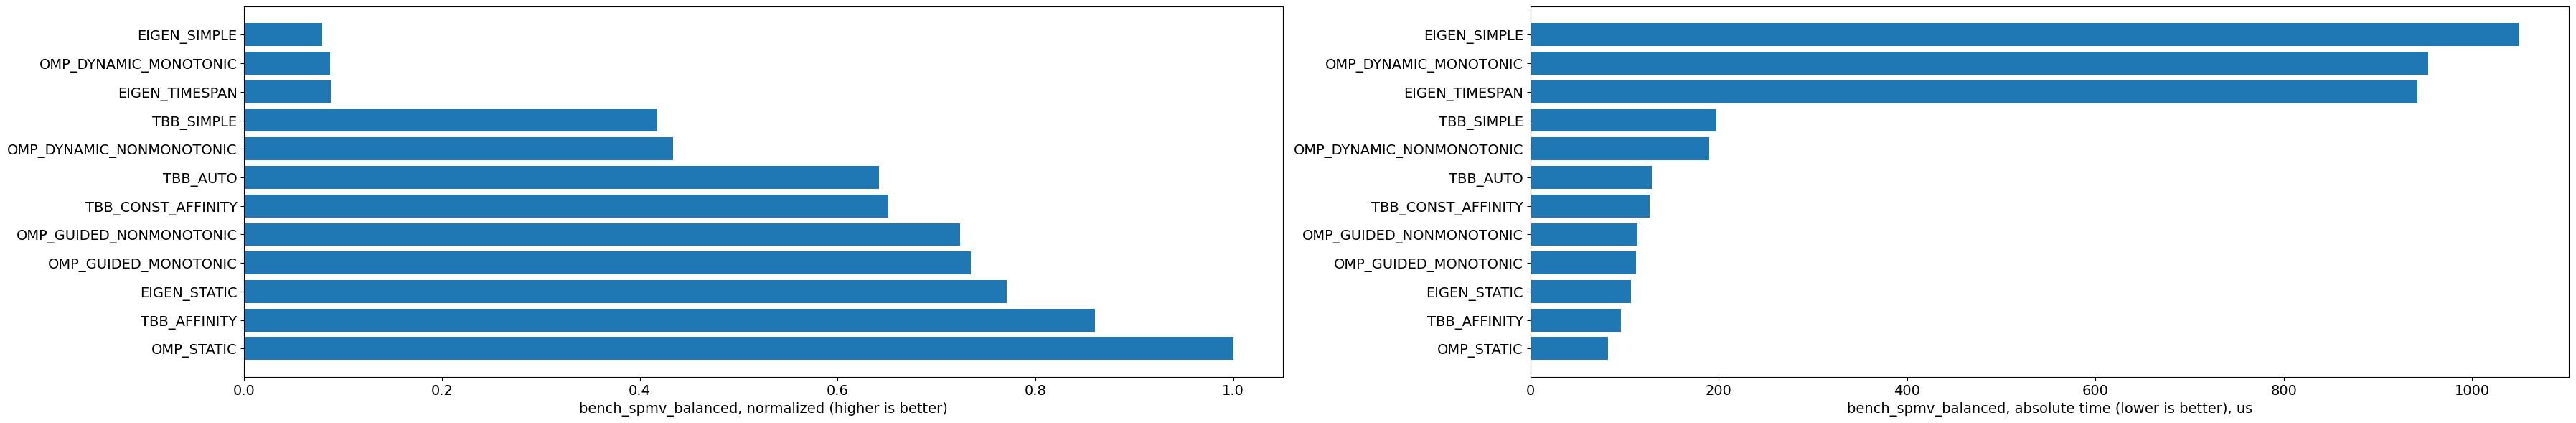 EIGEN_SIMPLE
OMP_DYNAMIC_MONOTONIC
EIGEN_TIMESPAN
TBB_SIMPLE
OMP_DYNAMIC_NONMONOTONIC
TBB_AUTO
TBB_CONST_AFFINITY
OMP_GUIDED_NONMONOTONIC
OMP_GUIDED_MONOTONIC
EIGEN_STATIC
TBB_AFFINITY
OMP_STATIC
0.0 0.2 0.4 0.6 0.8 1.0
bench_spmv_balanced, normalized (higher is better)
EIGEN_SIMPLE
OMP_DYNAMIC_MONOTONIC
EIGEN_TIMESPAN
TBB_SIMPLE
OMP_DYNAMIC_NONMONOTONIC
TBB_AUTO
TBB_CONST_AFFINITY
OMP_GUIDED_NONMONOTONIC
OMP_GUIDED_MONOTONIC
EIGEN_STATIC
TBB_AFFINITY
OMP_STATIC
0 200 400 600 800 1000
bench_spmv_balanced, absolute time (lower is better), us